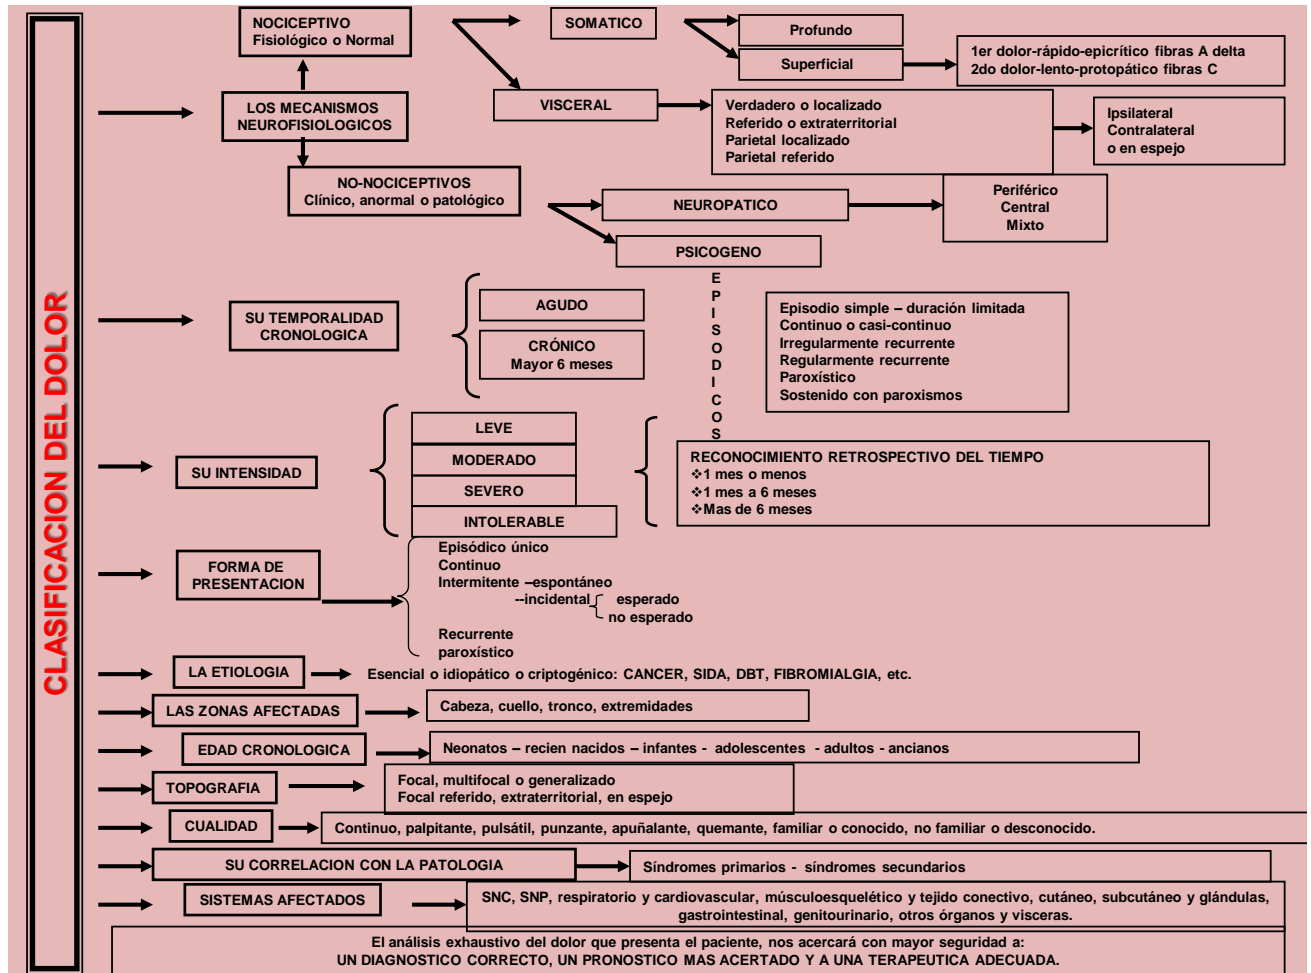 CLASIFICACION DEL DOLOR
NOCICEPTIVO
Fisiológico o Normal
SOMATICO
Profundo
Superficial
1er dolor-rápido-epicrítico fibras A delta
2do dolor-lento-protopático fibras C
LOS MECANISMOS
NEUROFISIOLOGICOS
VISCERAL
Verdadero o localizado
Referido o extraterritorial
Parietal localizado
Parietal referido
Ipsilateral
Contralateral
o en espejo
NO-NOCICEPTIVOS
Clínico, anormal o patológico
NEUROPATICO
Periférico
Central
Mixto
PSICOGENO
SU TEMPORALIDAD
CRONOLOGICA
AGUDO
CRÓNICO
Mayor 6 meses
EPISODICOS
Episodio simple – duración limitada
Continuo o casi-continuo
Irregularmente recurrente
Regularmente recurrente
Paroxístico
Sostenido con paroxismos
SU INTENSIDAD
LEVE
MODERADO
SEVERO
INTOLERABLE
RECONOCIMIENTO RETROSPECTIVO DEL TIEMPO
❖1 mes o menos
❖1 mes a 6 meses
❖Mas de 6 meses
FORMA DE
PRESENTACION
Episódico único
Continuo
Intermitente –espontáneo
--incidental esperado
no esperado
Recurrente
paroxístico
LA ETIOLOGIA
Esencial o idiopático o criptogénico: CANCER, SIDA, DBT, FIBROMIALGIA, etc.
LAS ZONAS AFECTADAS
Cabeza, cuello, tronco, extremidades
EDAD CRONOLOGICA
Neonatos – recien nacidos – infantes - adolescentes - adultos - ancianos
TOPOGRAFIA
Focal, multifocal o generalizado
Focal referido, extraterritorial, en espejo
CUALIDAD
Continuo, palpitante, pulsátil, punzante, apuñalante, quemante, familiar o conocido, no familiar o desconocido.
SU CORRELACION CON LA PATOLOGIA
Síndromes primarios - síndromes secundarios
SISTEMAS AFECTADOS
SNC, SNP, respiratorio y cardiovascular, músculoesquelético y tejido conectivo, cutáneo, subcutáneo y glándulas,
gastrointestinal, genitourinario, otros órganos y visceras.
El análisis exhaustivo del dolor que presenta el paciente, nos acercará con mayor seguridad a:
UN DIAGNOSTICO CORRECTO, UN PRONOSTICO MAS ACERTADO Y A UNA TERAPEUTICA ADECUADA.